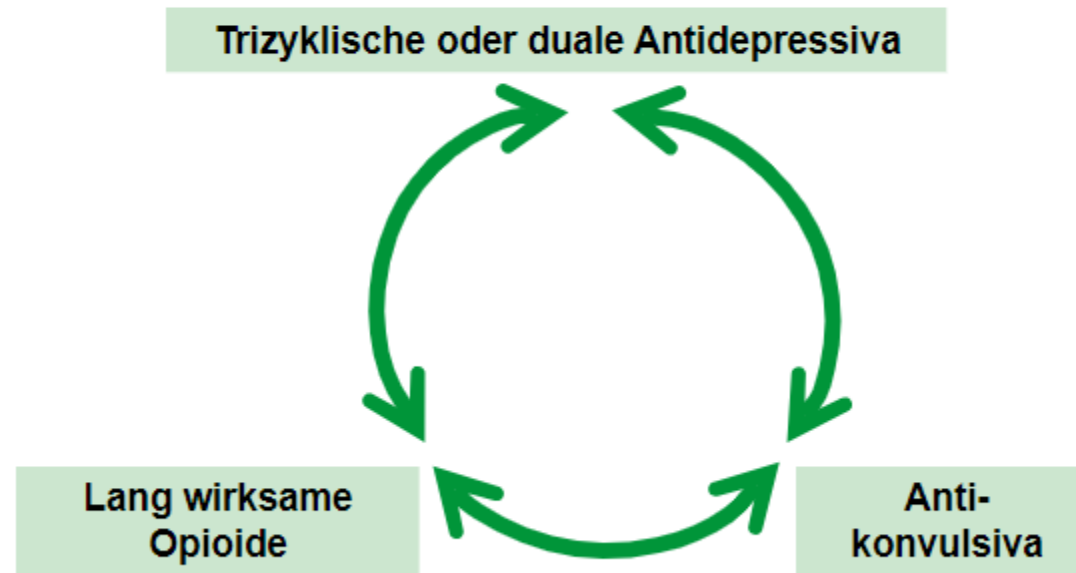 Trizyklische oder duale Antidepressiva
Lang wirksame
Opioide
Anti-
konvulsiva